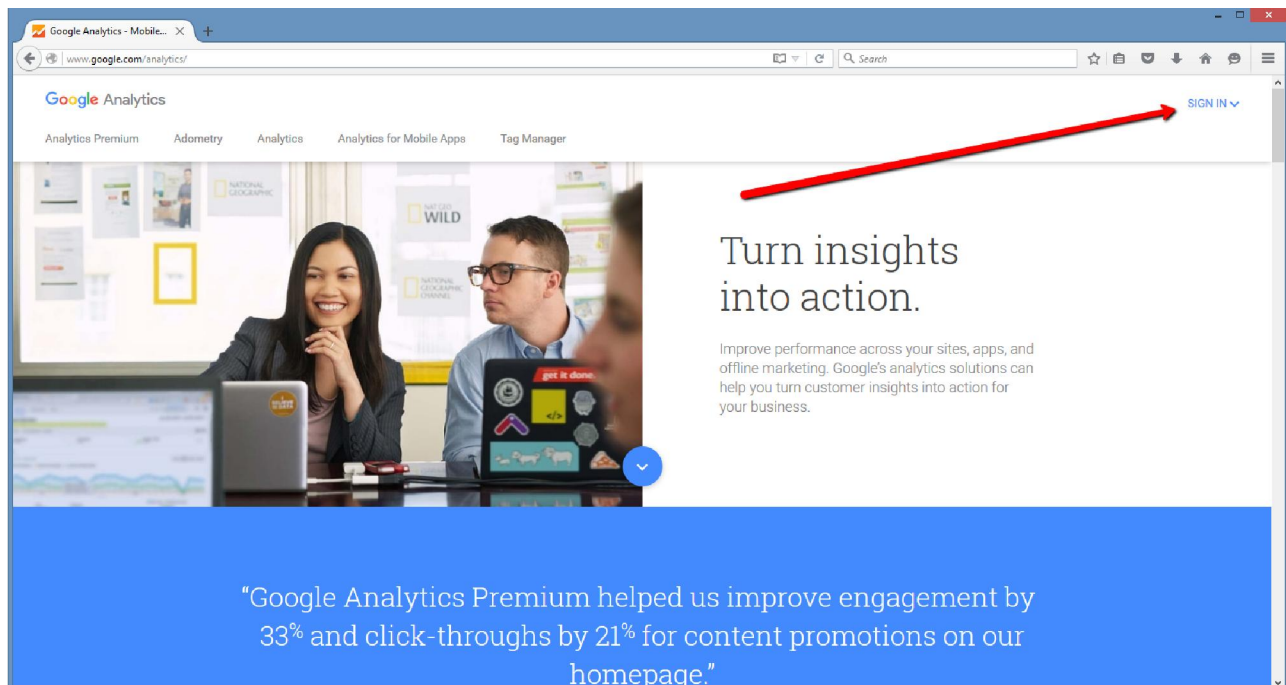 Google Analytics - Mobile...
www.google.com/analytics/
Search
Google Analytics
SIGN IN
Analytics Premium Adometry Analytics Analytics for Mobile Apps Tag Manager
NATIONAL
GEOGRAPHIC
NAT GEO
WILD
NATIONAL
GEOGRAPHIC
CHANNEL
get it done.
</>
Turn insights
into action.
Improve performance across your sites, apps, and
offline marketing. Google's analytics solutions can
help you turn customer insights into action for
your business.
“Google Analytics Premium helped us improve engagement by
33% and click-throughs by 21% for content promotions on our
homepage.”